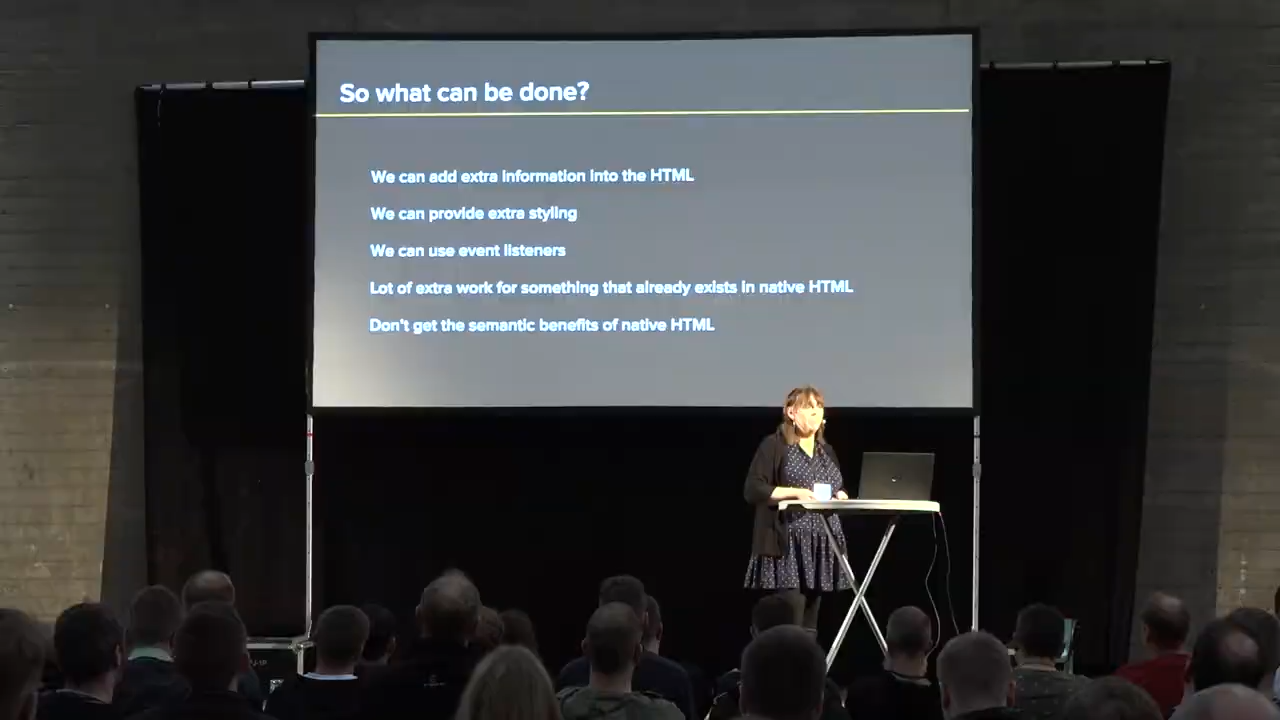 So what can be done?
We can add extra information into the HTML
We can provide extra styling
We can use event listeners
Lot of extra work for something that already exists in native HTML
Don't get the semantic benefits of native HTML